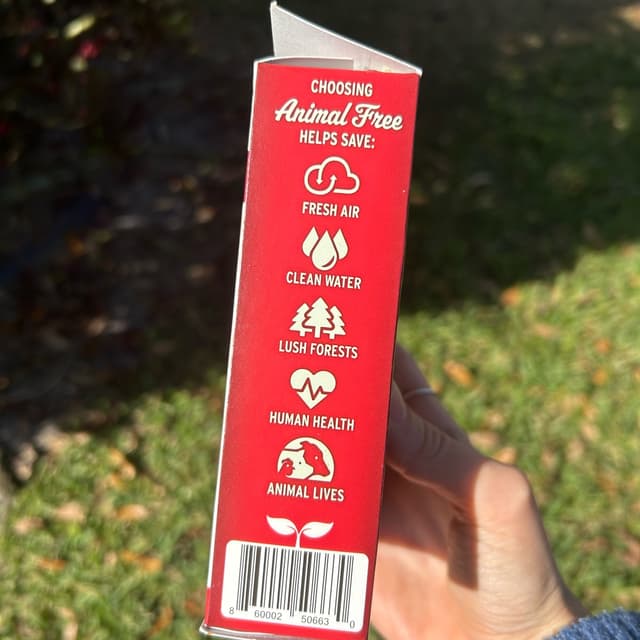 CHOOSING
Animal Free
HELPS SAVE:
FRESH AIR
CLEAN WATER
LUSH FORESTS
HUMAN HEALTH
ANIMAL LIVES
8 60002 50663 0